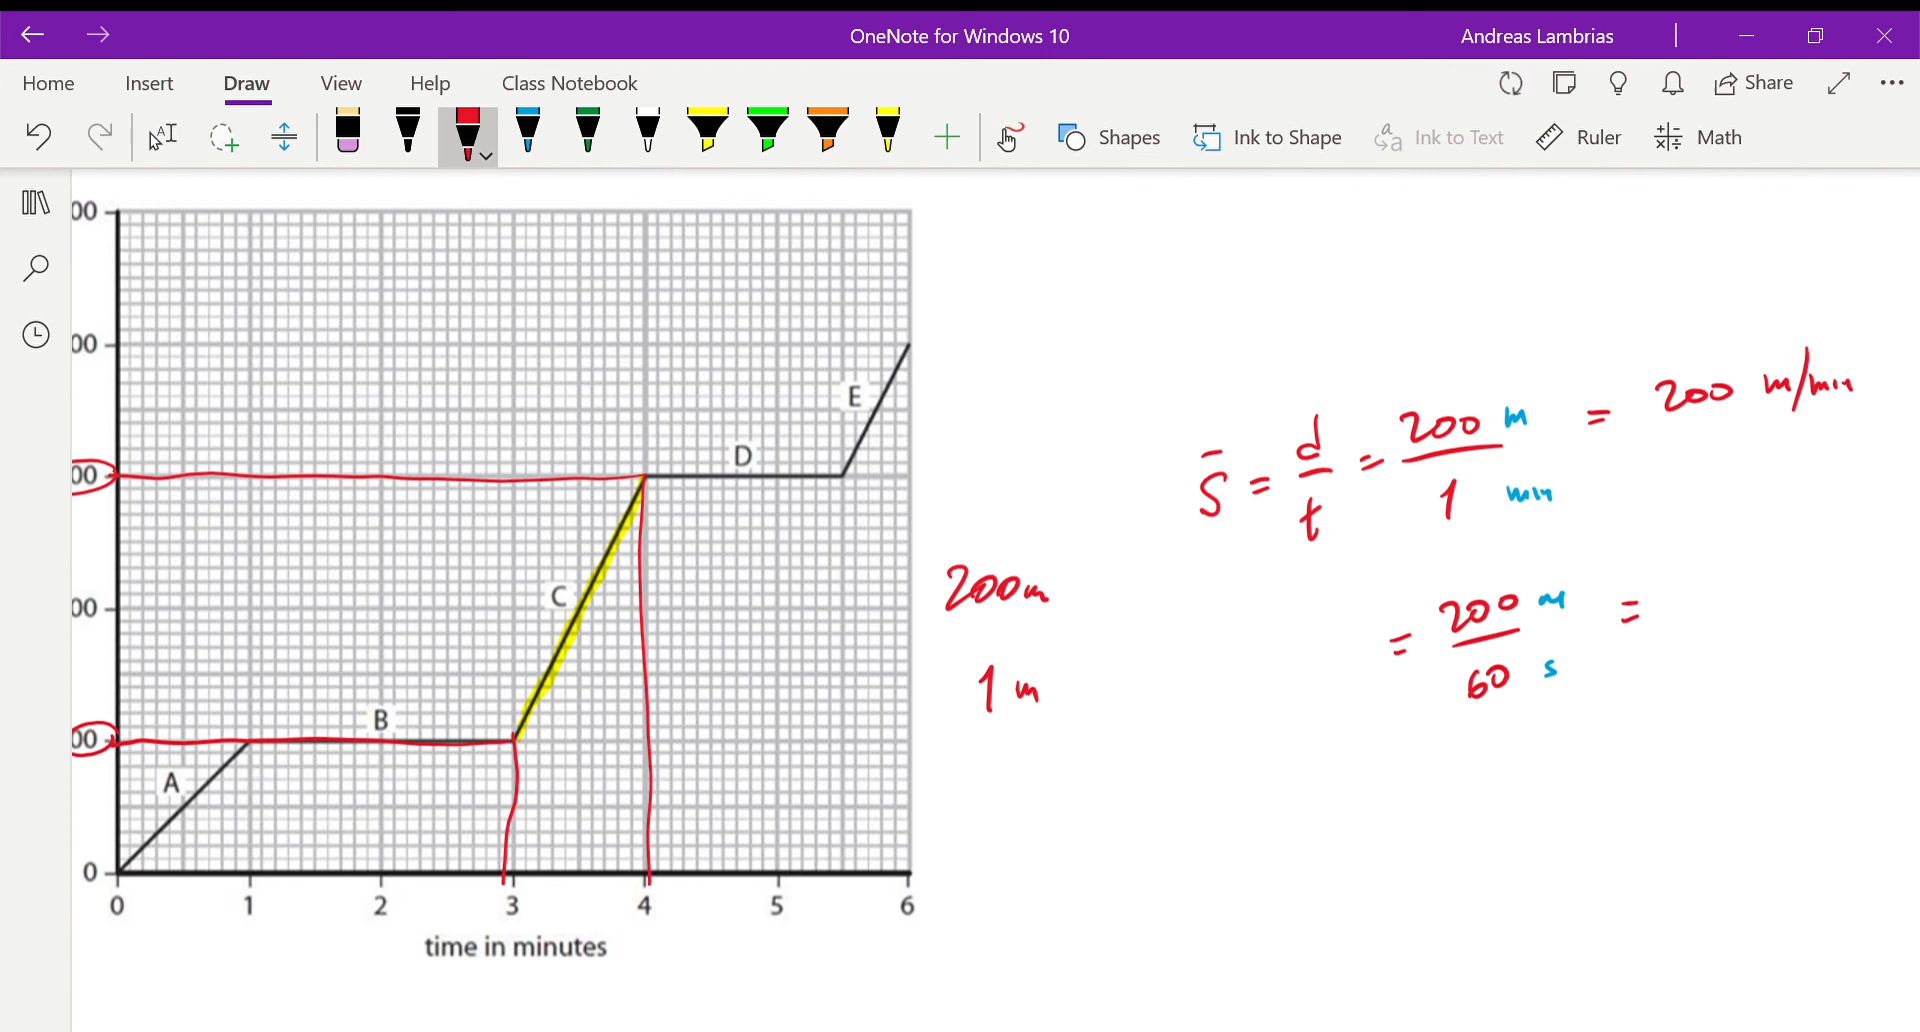 OneNote for Windows 10
Andreas Lambrias
Home Insert Draw View Help Class Notebook
Share
Shapes Ink to Shape Ink to Text Ruler Math
00
00
E
200 m/min
S̄ = d/t = 200 m / 1 min =
00
D
C
200m
00
= 200 m / 60 s =
1 m
B
00
A
0
0 1 2 3 4 5 6
time in minutes